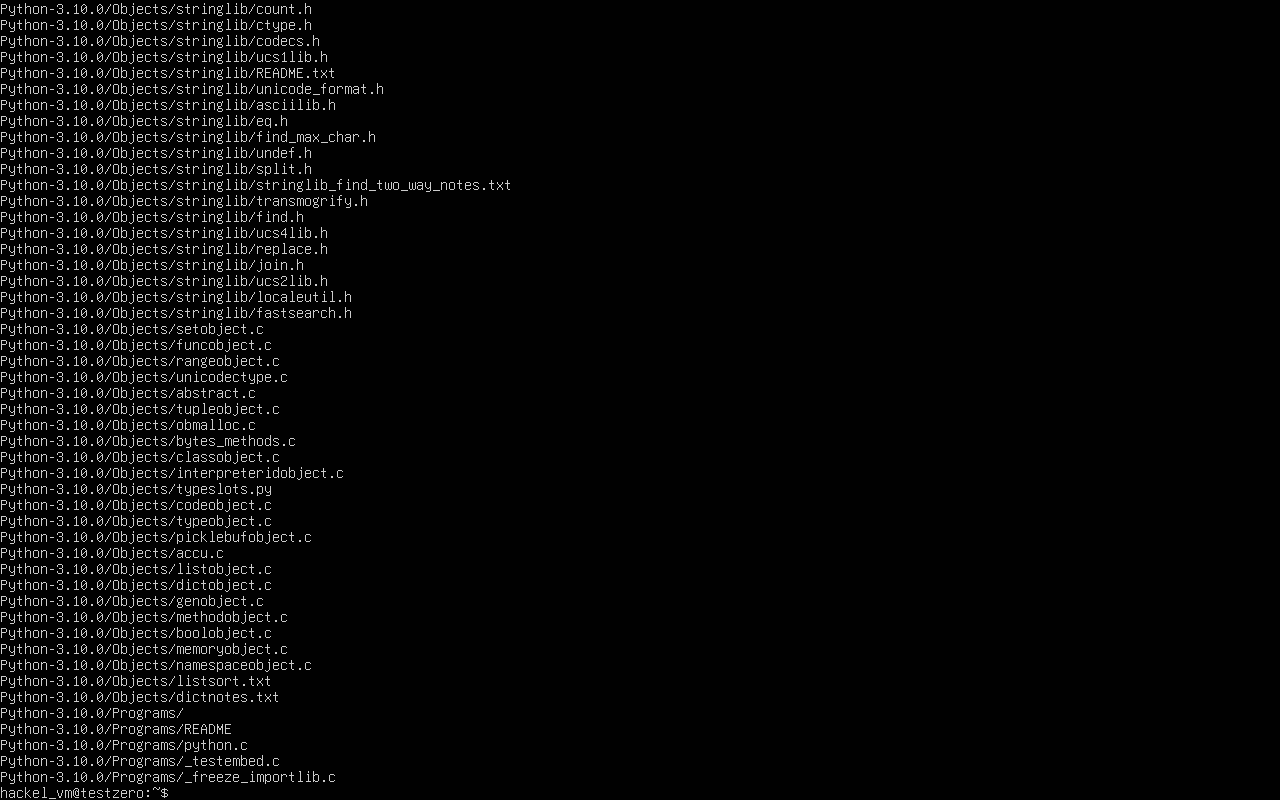 Python-3.10.0/Objects/stringlib/count.h
Python-3.10.0/Objects/stringlib/ctype.h
Python-3.10.0/Objects/stringlib/codecs.h
Python-3.10.0/Objects/stringlib/ucs1lib.h
Python-3.10.0/Objects/stringlib/README.txt
Python-3.10.0/Objects/stringlib/unicode_format.h
Python-3.10.0/Objects/stringlib/asciilib.h
Python-3.10.0/Objects/stringlib/eq.h
Python-3.10.0/Objects/stringlib/find_max_char.h
Python-3.10.0/Objects/stringlib/undef.h
Python-3.10.0/Objects/stringlib/split.h
Python-3.10.0/Objects/stringlib/stringlib_find_two_way_notes.txt
Python-3.10.0/Objects/stringlib/transmogrify.h
Python-3.10.0/Objects/stringlib/find.h
Python-3.10.0/Objects/stringlib/ucs4lib.h
Python-3.10.0/Objects/stringlib/replace.h
Python-3.10.0/Objects/stringlib/join.h
Python-3.10.0/Objects/stringlib/ucs2lib.h
Python-3.10.0/Objects/stringlib/localeutil.h
Python-3.10.0/Objects/stringlib/fastsearch.h
Python-3.10.0/Objects/setobject.c
Python-3.10.0/Objects/funcobject.c
Python-3.10.0/Objects/rangeobject.c
Python-3.10.0/Objects/unicodectype.c
Python-3.10.0/Objects/abstract.c
Python-3.10.0/Objects/tupleobject.c
Python-3.10.0/Objects/obmalloc.c
Python-3.10.0/Objects/bytes_methods.c
Python-3.10.0/Objects/classobject.c
Python-3.10.0/Objects/interpreteridobject.c
Python-3.10.0/Objects/typeslots.py
Python-3.10.0/Objects/codeobject.c
Python-3.10.0/Objects/typeobject.c
Python-3.10.0/Objects/picklebufobject.c
Python-3.10.0/Objects/accu.c
Python-3.10.0/Objects/listobject.c
Python-3.10.0/Objects/dictobject.c
Python-3.10.0/Objects/genobject.c
Python-3.10.0/Objects/methodobject.c
Python-3.10.0/Objects/boolobject.c
Python-3.10.0/Objects/memoryobject.c
Python-3.10.0/Objects/namespaceobject.c
Python-3.10.0/Objects/listsort.txt
Python-3.10.0/Objects/dictnotes.txt
Python-3.10.0/Programs/
Python-3.10.0/Programs/README
Python-3.10.0/Programs/python.c
Python-3.10.0/Programs/_testembed.c
Python-3.10.0/Programs/_freeze_importlib.c
hackel_vm@testzero:~$